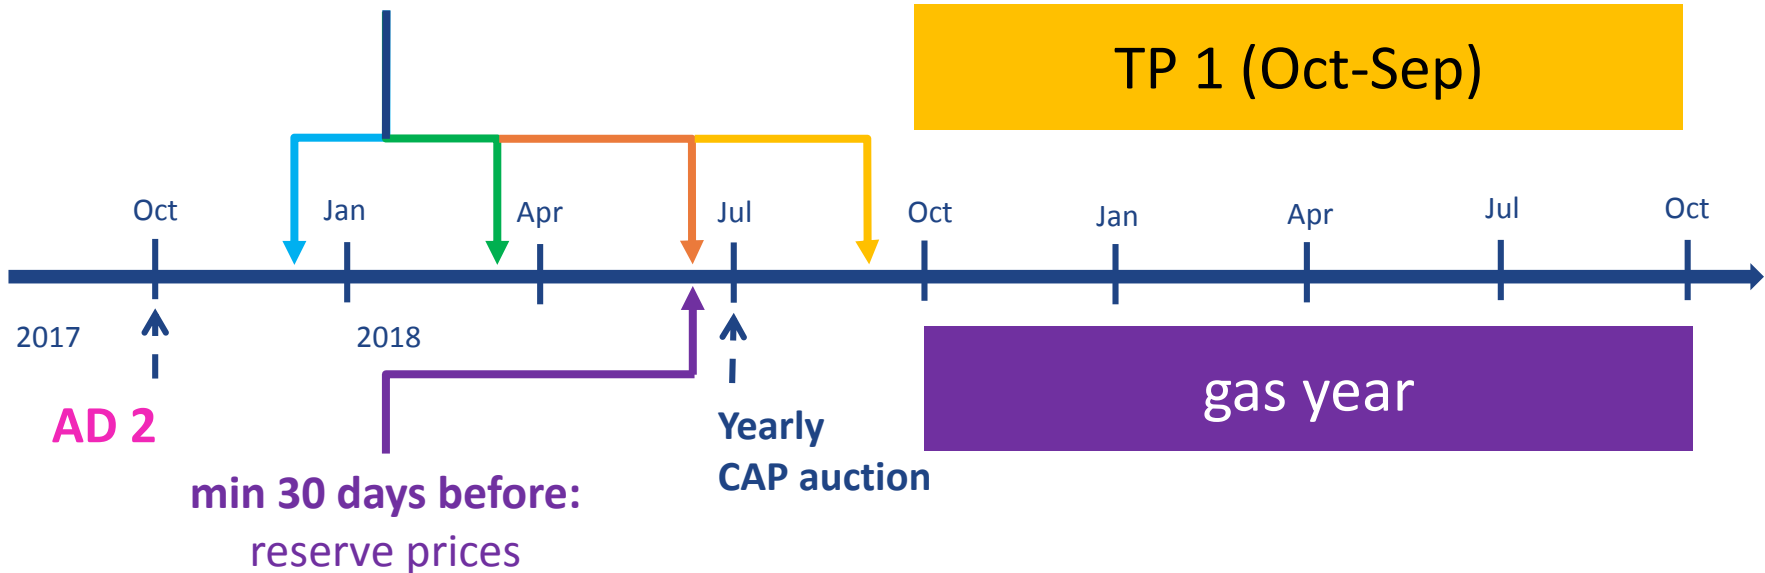 TP 1 (Oct-Sep)
Oct
Jan
Apr
Jul
Oct
Jan
Apr
Jul
Oct
2017
2018
AD 2
Yearly
CAP auction
gas year
min 30 days before:
reserve prices